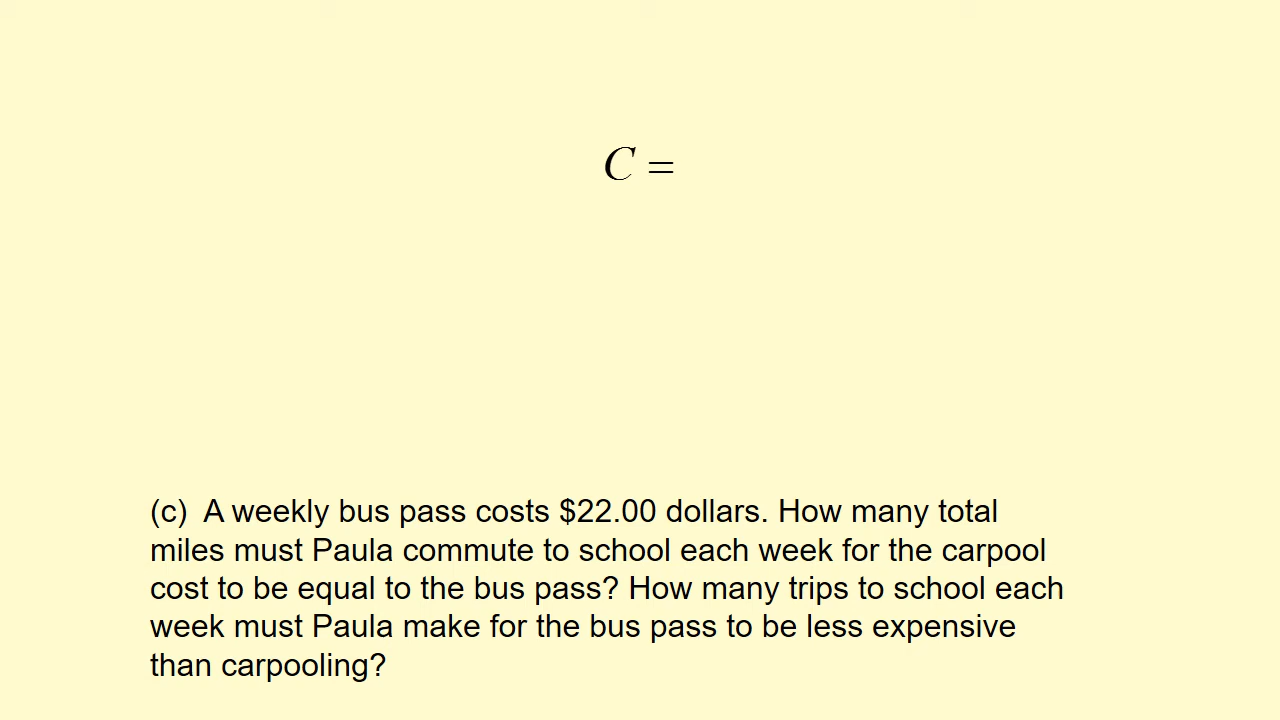 C =
(c) A weekly bus pass costs $22.00 dollars. How many total
miles must Paula commute to school each week for the carpool
cost to be equal to the bus pass? How many trips to school each
week must Paula make for the bus pass to be less expensive
than carpooling?